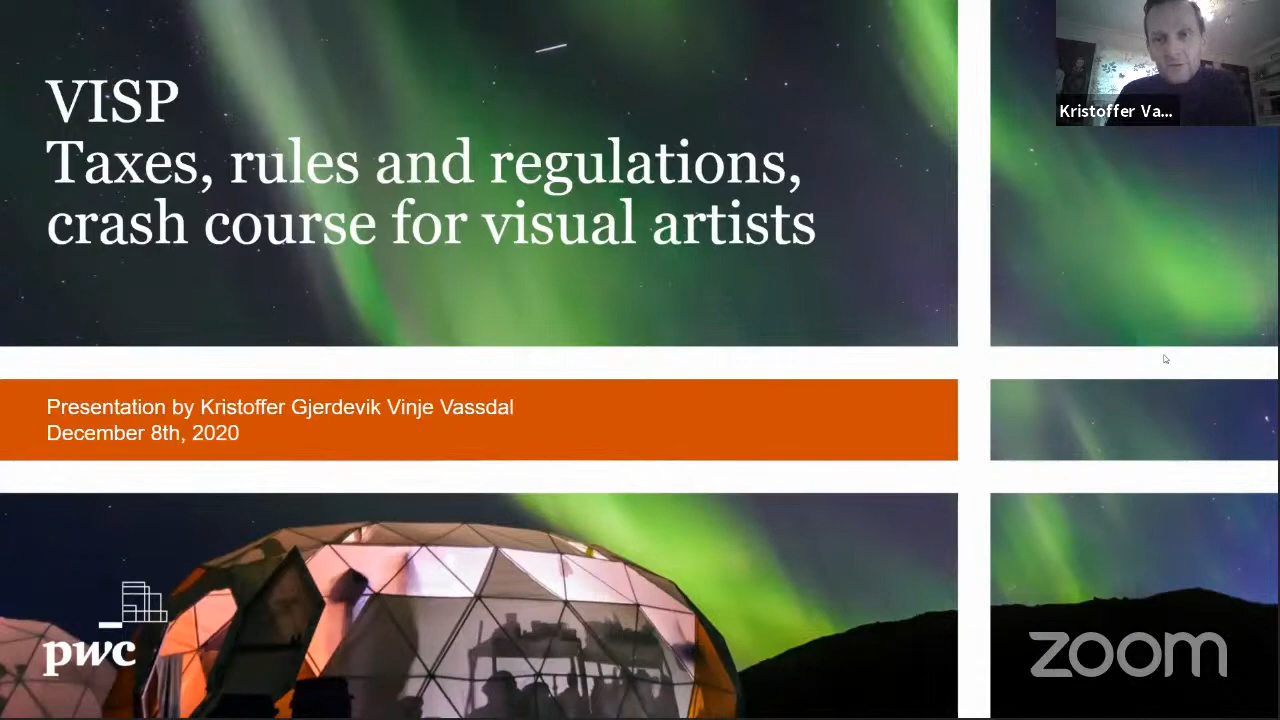 VISP
Taxes, rules and regulations,
crash course for visual artists
Kristoffer Va...
Presentation by Kristoffer Gjerdevik Vinje Vassdal
December 8th, 2020
pwc
zoom